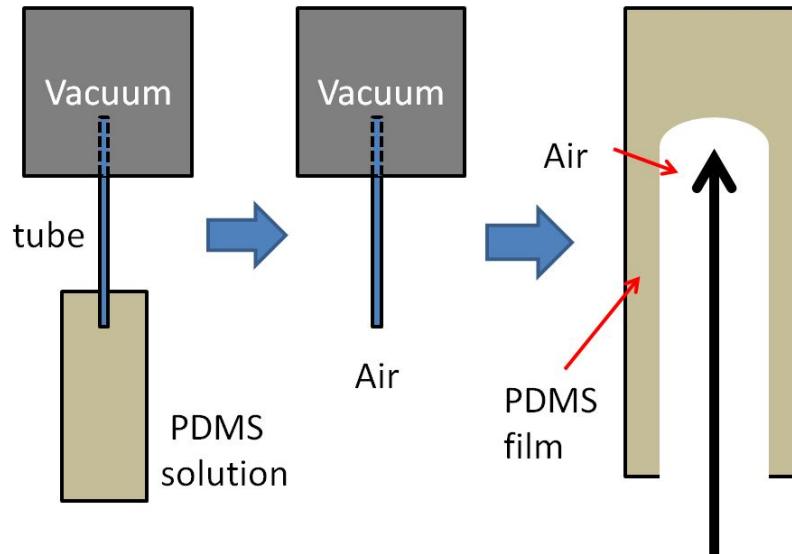 Vacuum
tube
PDMS
solution
Vacuum
Air
Air
PDMS
film